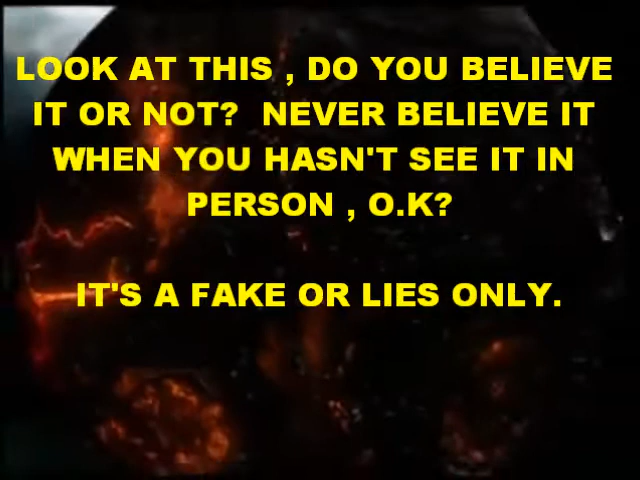 LOOK AT THIS , DO YOU BELIEVE
IT OR NOT?  NEVER BELIEVE IT
WHEN YOU HASN'T SEE IT IN
PERSON , O.K?
IT'S A FAKE OR LIES ONLY.